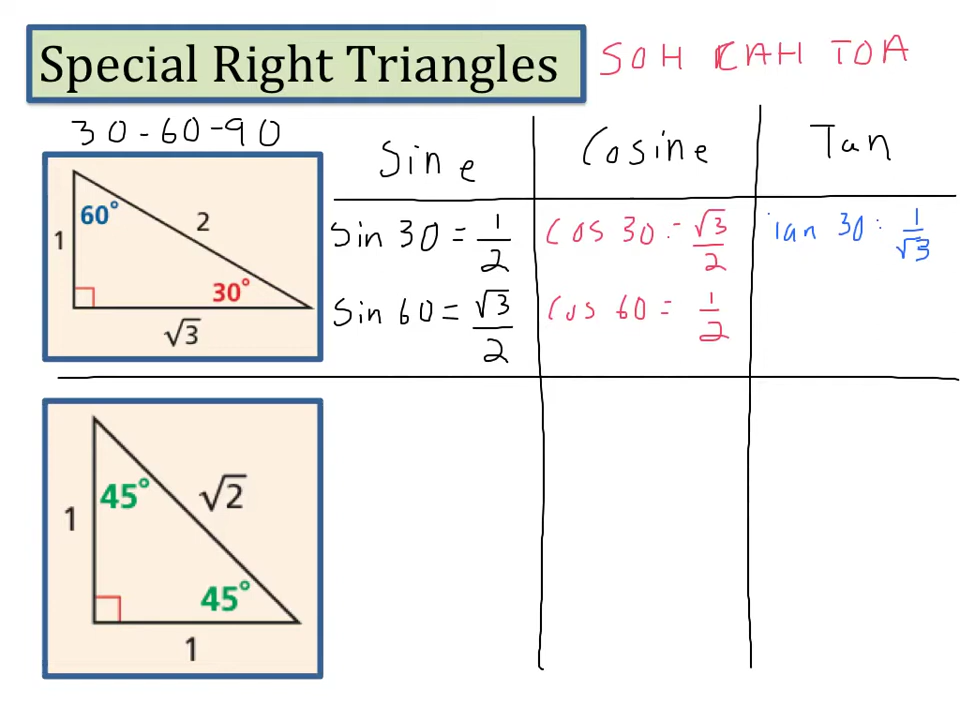 Special Right Triangles
SOH CAH TOA
30-60-90
Sine
Cosine
Tan
60°
2
1
30°
√3
sin 30 = 1/2
cos 30 = √3/2
Tan 30: 1/√3
sin 60 = √3/2
cos 60 = 1/2
45°
√2
1
45°
1